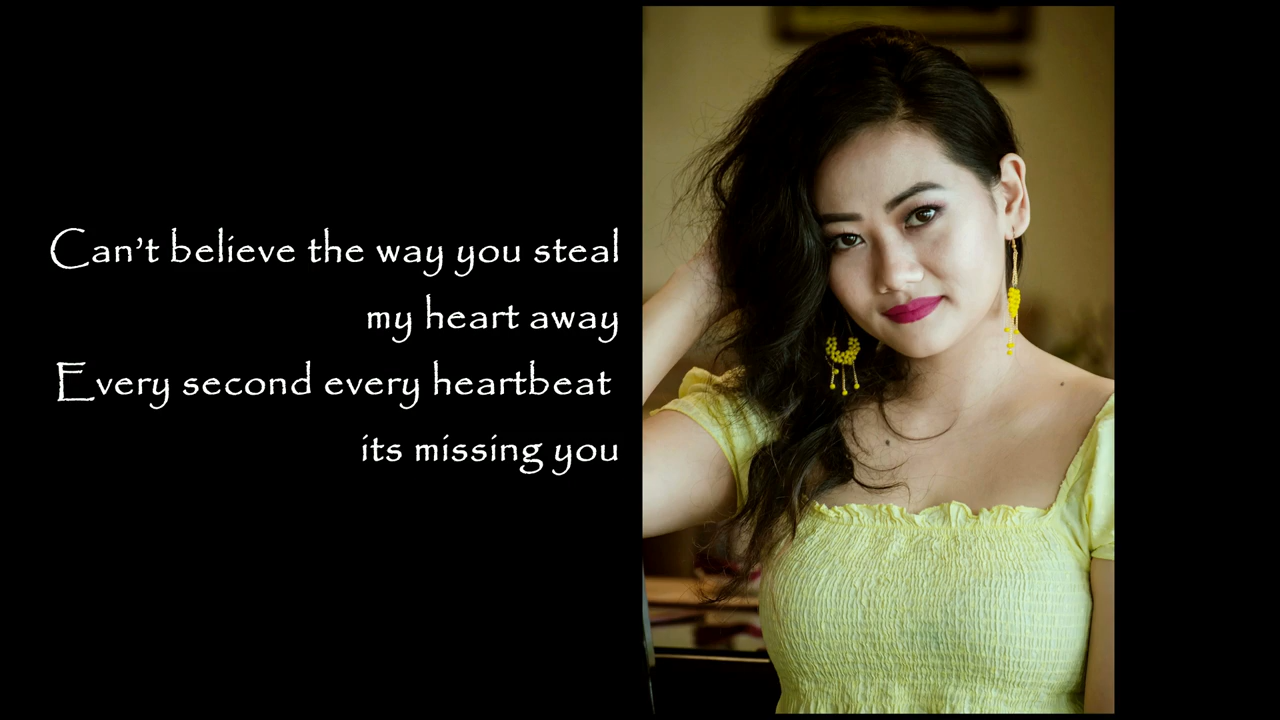 Can't believe the way you steal
my heart away
Every second every heartbeat
its missing you